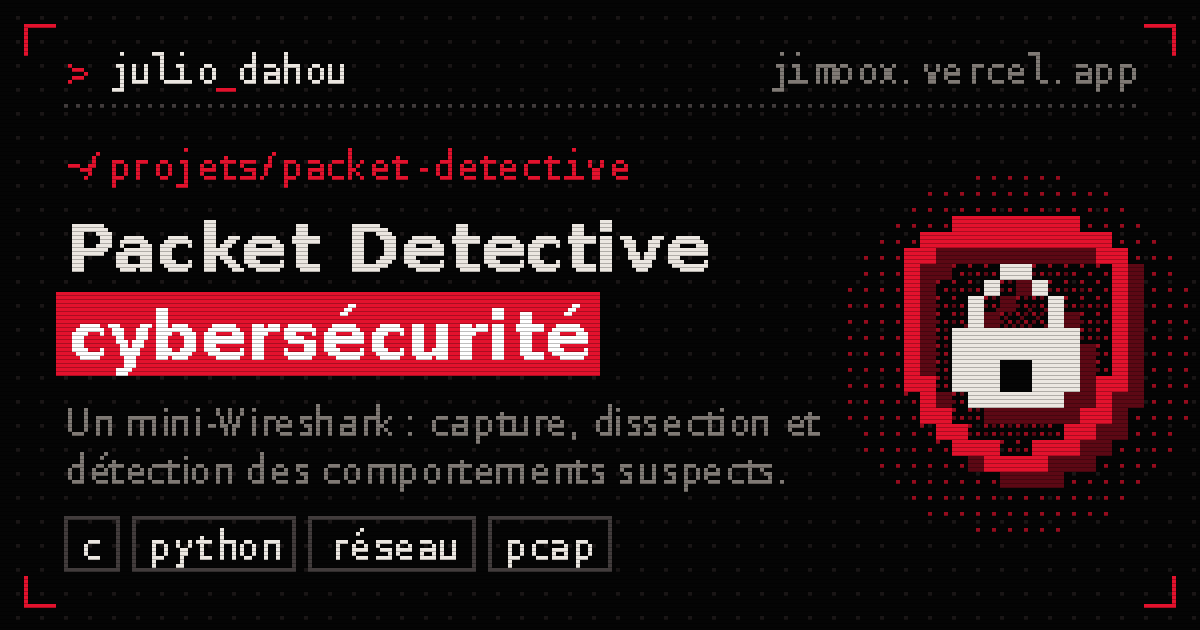 > julio_dahou
jimoox.vercel.app
~/projets/packet-detective
Packet Detective
cybersécurité
Un mini-Wireshark : capture, dissection et
détection des comportements suspects.
c python réseau pcap